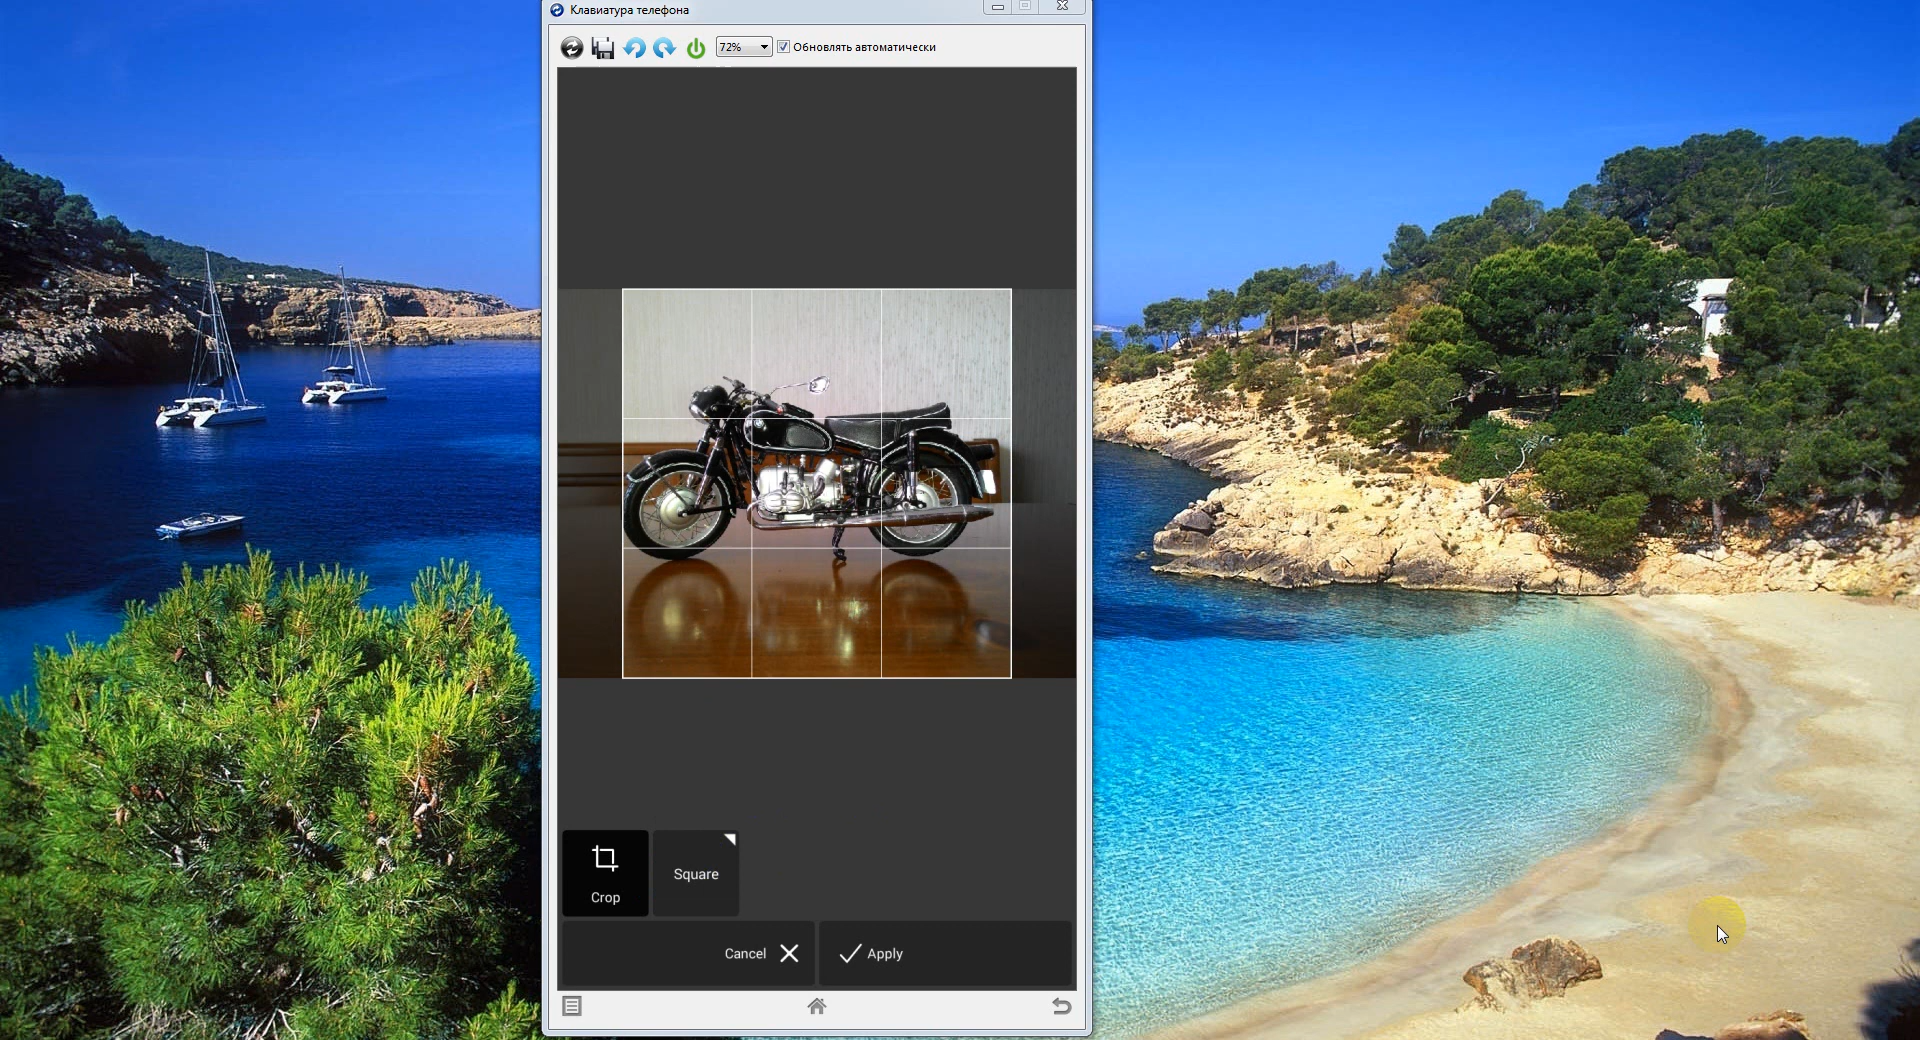 Клавиатура телефона
72% Обновлять автоматически
Square
Crop
Cancel Apply